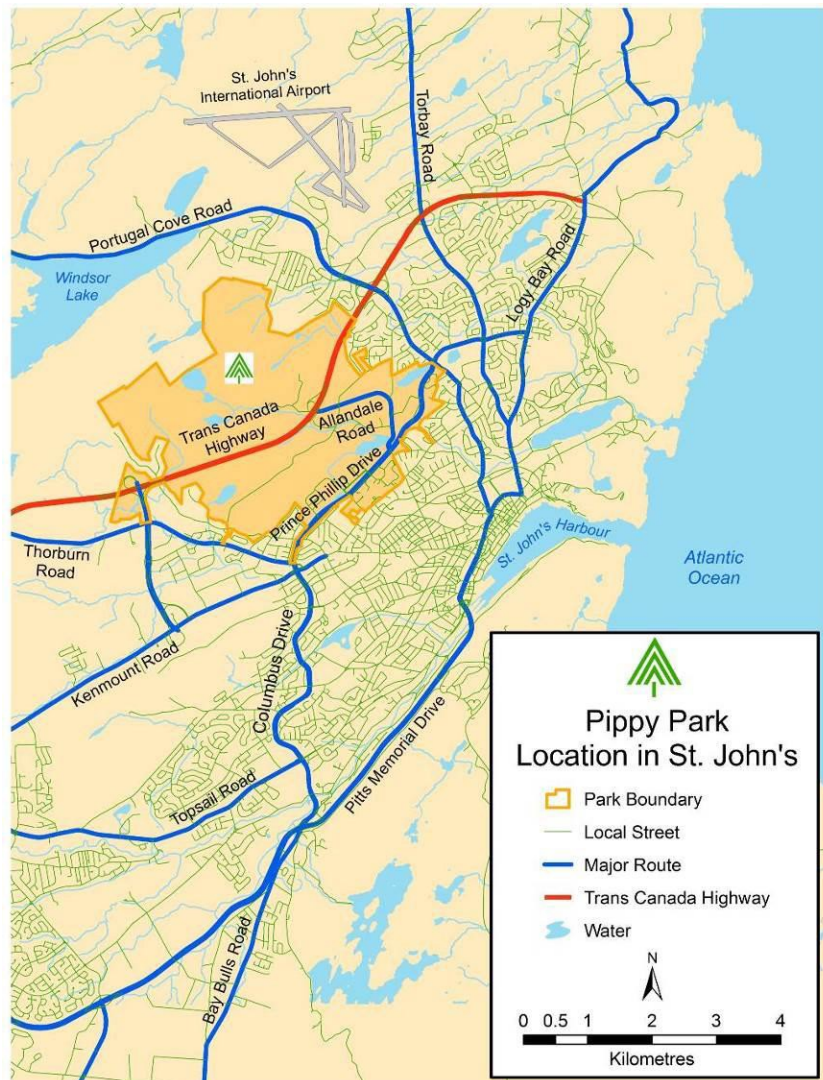 St. John's
International Airport
Torbay Road
Portugal Cove Road
Windsor
Lake
Logy Bay Road
Trans Canada
Highway
Allandale
Road
Prince Phillip Drive
Thorburn
Road
St. John's Harbour
Atlantic
Ocean
Kenmount Road
Columbus Drive
Pitts Memorial Drive
Topsail Road
Bay Bulls Road
Pippy Park
Location in St. John's
Park Boundary
Local Street
Major Route
Trans Canada Highway
Water
N
0 0.5 1 2 3 4
Kilometres